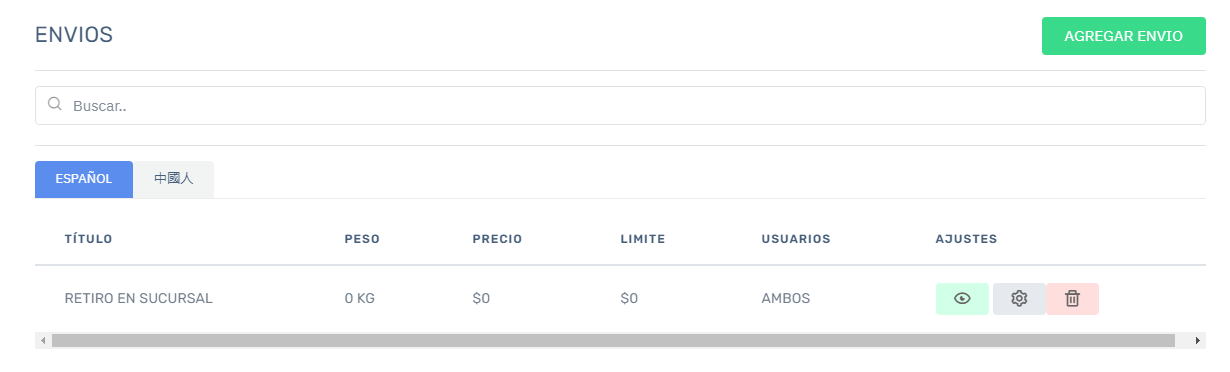 ENVIOS
AGREGAR ENVIO
Buscar..
ESPAÑOL 中國人
TÍTULO PESO PRECIO LIMITE USUARIOS AJUSTES
RETIRO EN SUCURSAL 0 KG $0 $0 AMBOS